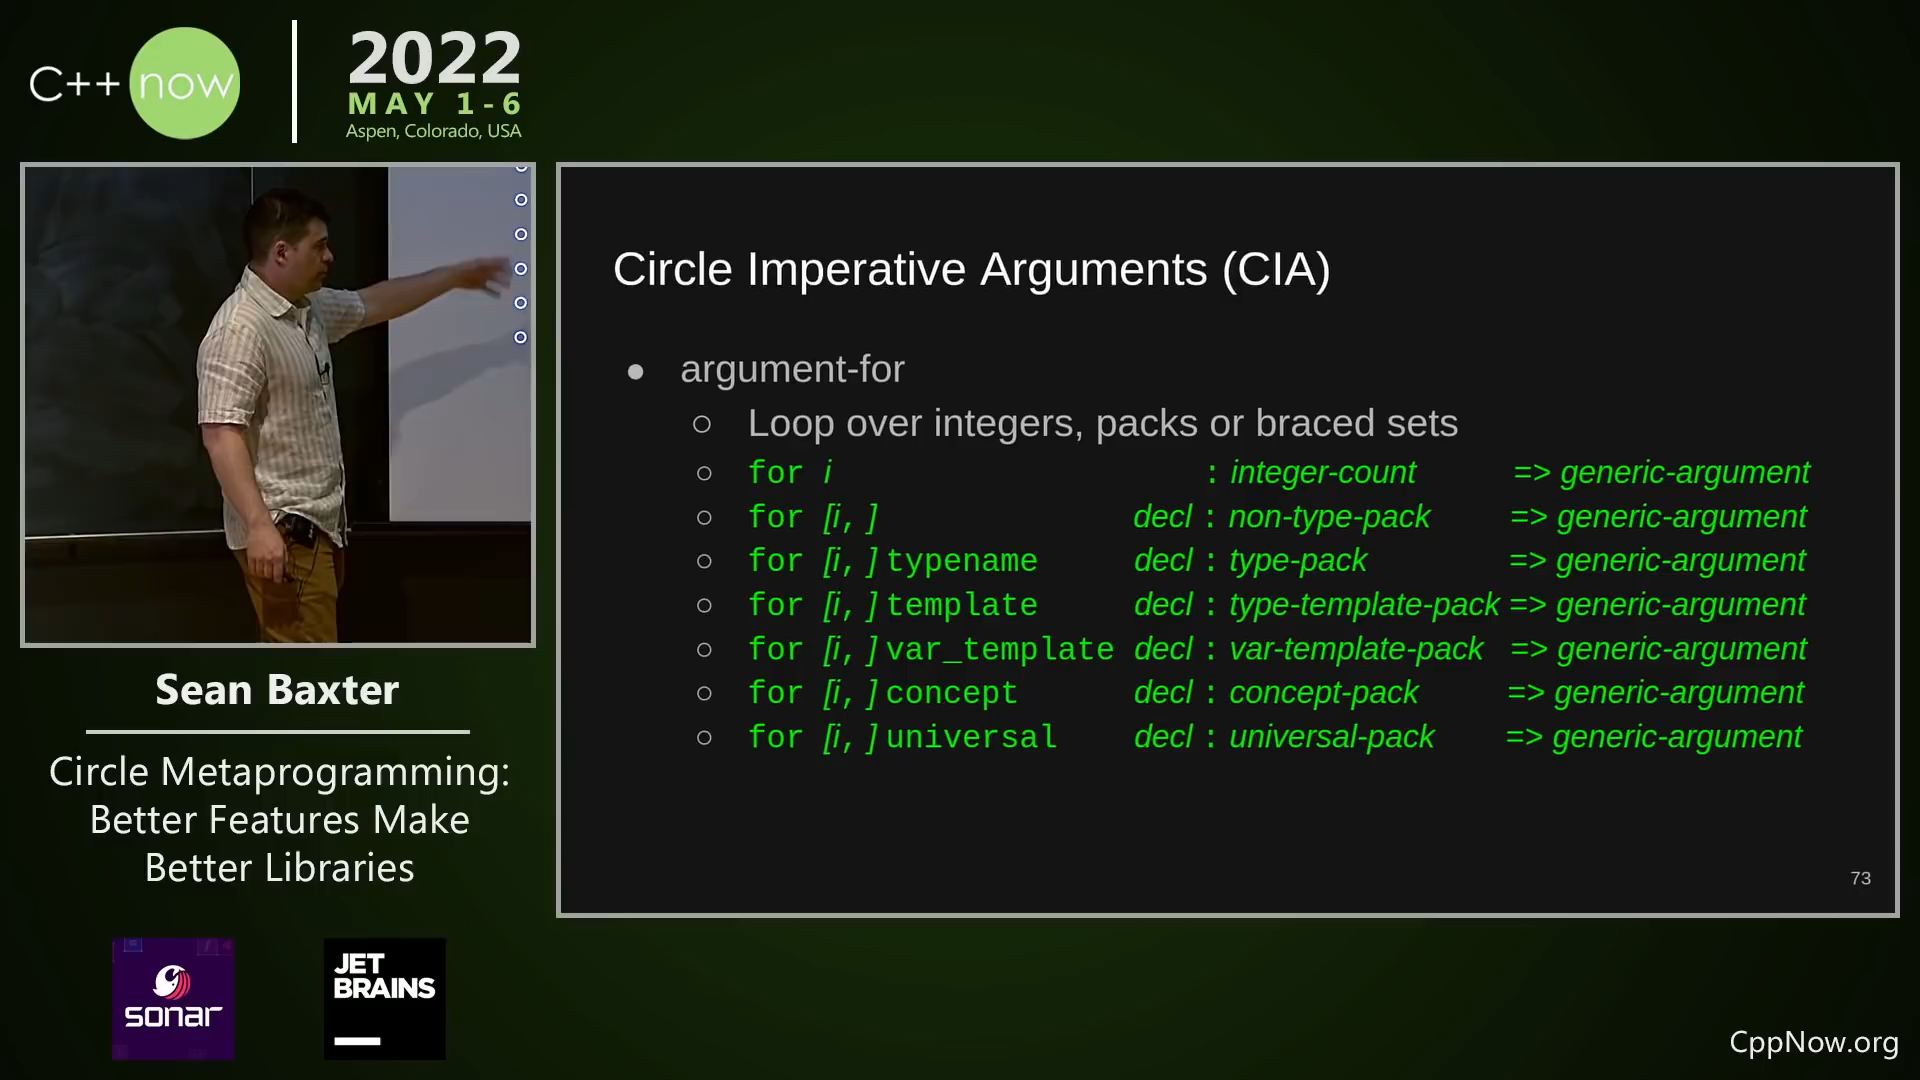 C++ now
2022
MAY 1-6
Aspen, Colorado, USA
Circle Imperative Arguments (CIA)
● argument-for
○ Loop over integers, packs or braced sets
○ for i : integer-count => generic-argument
○ for [i, ] decl : non-type-pack => generic-argument
○ for [i, ] typename decl : type-pack => generic-argument
○ for [i, ] template decl : type-template-pack => generic-argument
○ for [i, ] var_template decl : var-template-pack => generic-argument
○ for [i, ] concept decl : concept-pack => generic-argument
○ for [i, ] universal decl : universal-pack => generic-argument
73
Sean Baxter
Circle Metaprogramming:
Better Features Make
Better Libraries
sonar
JET
BRAINS
CppNow.org